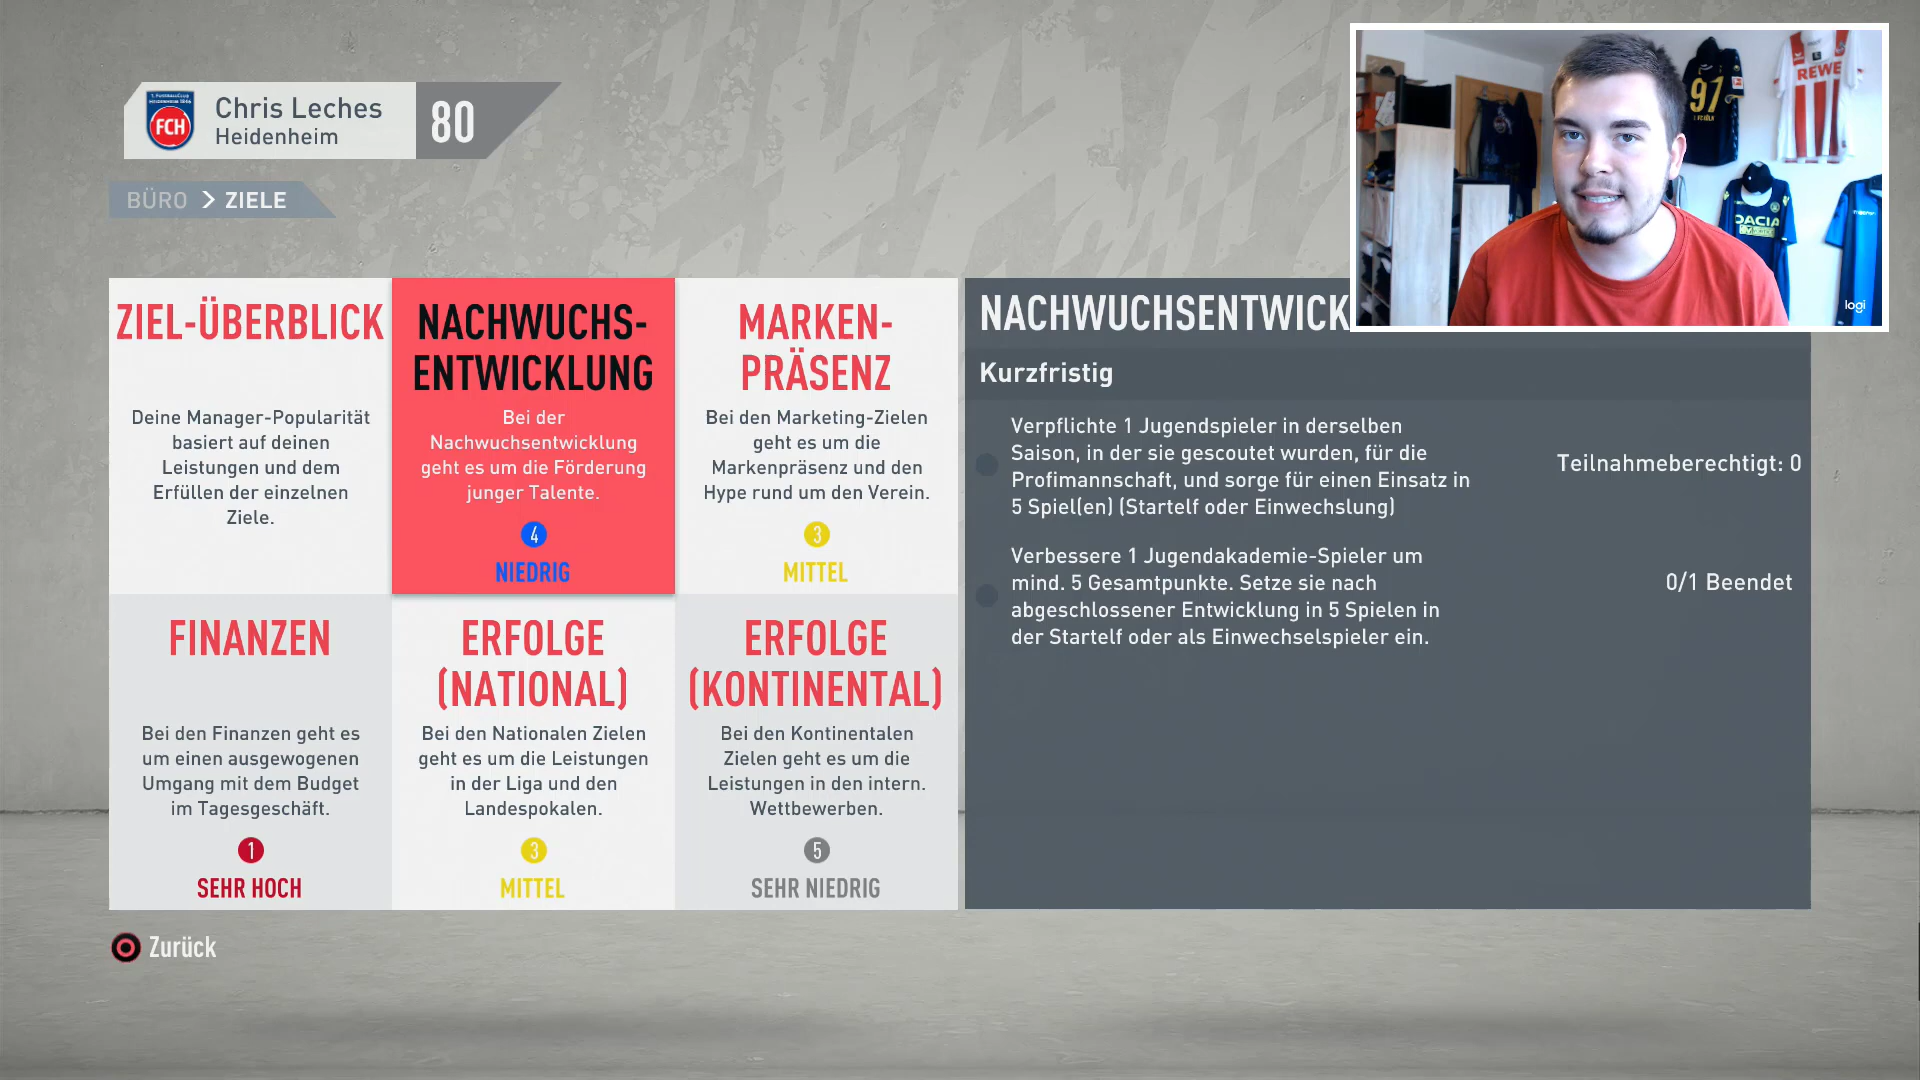 FCH
Chris Leches
Heidenheim
80
BÜRO > ZIELE
ZIEL-ÜBERBLICK
Deine Manager-Popularität
basiert auf deinen
Leistungen und dem
Erfüllen der einzelnen
Ziele.
NACHWUCHS-
ENTWICKLUNG
Bei der
Nachwuchsentwicklung
geht es um die Förderung
junger Talente.
4
NIEDRIG
MARKEN-
PRÄSENZ
Bei den Marketing-Zielen
geht es um die
Markenpräsenz und den
Hype rund um den Verein.
3
MITTEL
FINANZEN
Bei den Finanzen geht es
um einen ausgewogenen
Umgang mit dem Budget
im Tagesgeschäft.
1
SEHR HOCH
ERFOLGE
(NATIONAL)
Bei den Nationalen Zielen
geht es um die Leistungen
in der Liga und den
Landespokalen.
3
MITTEL
ERFOLGE
(KONTINENTAL)
Bei den Kontinentalen
Zielen geht es um die
Leistungen in den intern.
Wettbewerben.
5
SEHR NIEDRIG
NACHWUCHSENTWICK
Kurzfristig
Verpflichte 1 Jugendspieler in derselben
Saison, in der sie gescoutet wurden, für die
Profimannschaft, und sorge für einen Einsatz in
5 Spiel(en) (Startelf oder Einwechslung)
Teilnahmeberechtigt: 0
Verbessere 1 Jugendakademie-Spieler um
mind. 5 Gesamtpunkte. Setze sie nach
abgeschlossener Entwicklung in 5 Spielen in
der Startelf oder als Einwechselspieler ein.
0/1 Beendet
Zurück
97
REWE
DACIA
logi